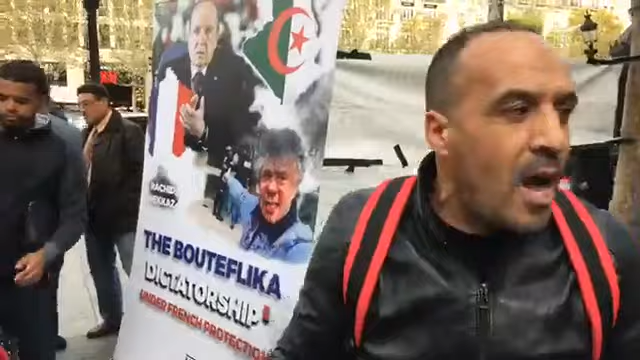 H&M
RACHID
NEKKAZ
THE BOUTEFLIKA
DICTATORSHIP!
UNDER FRENCH PROTECTION!